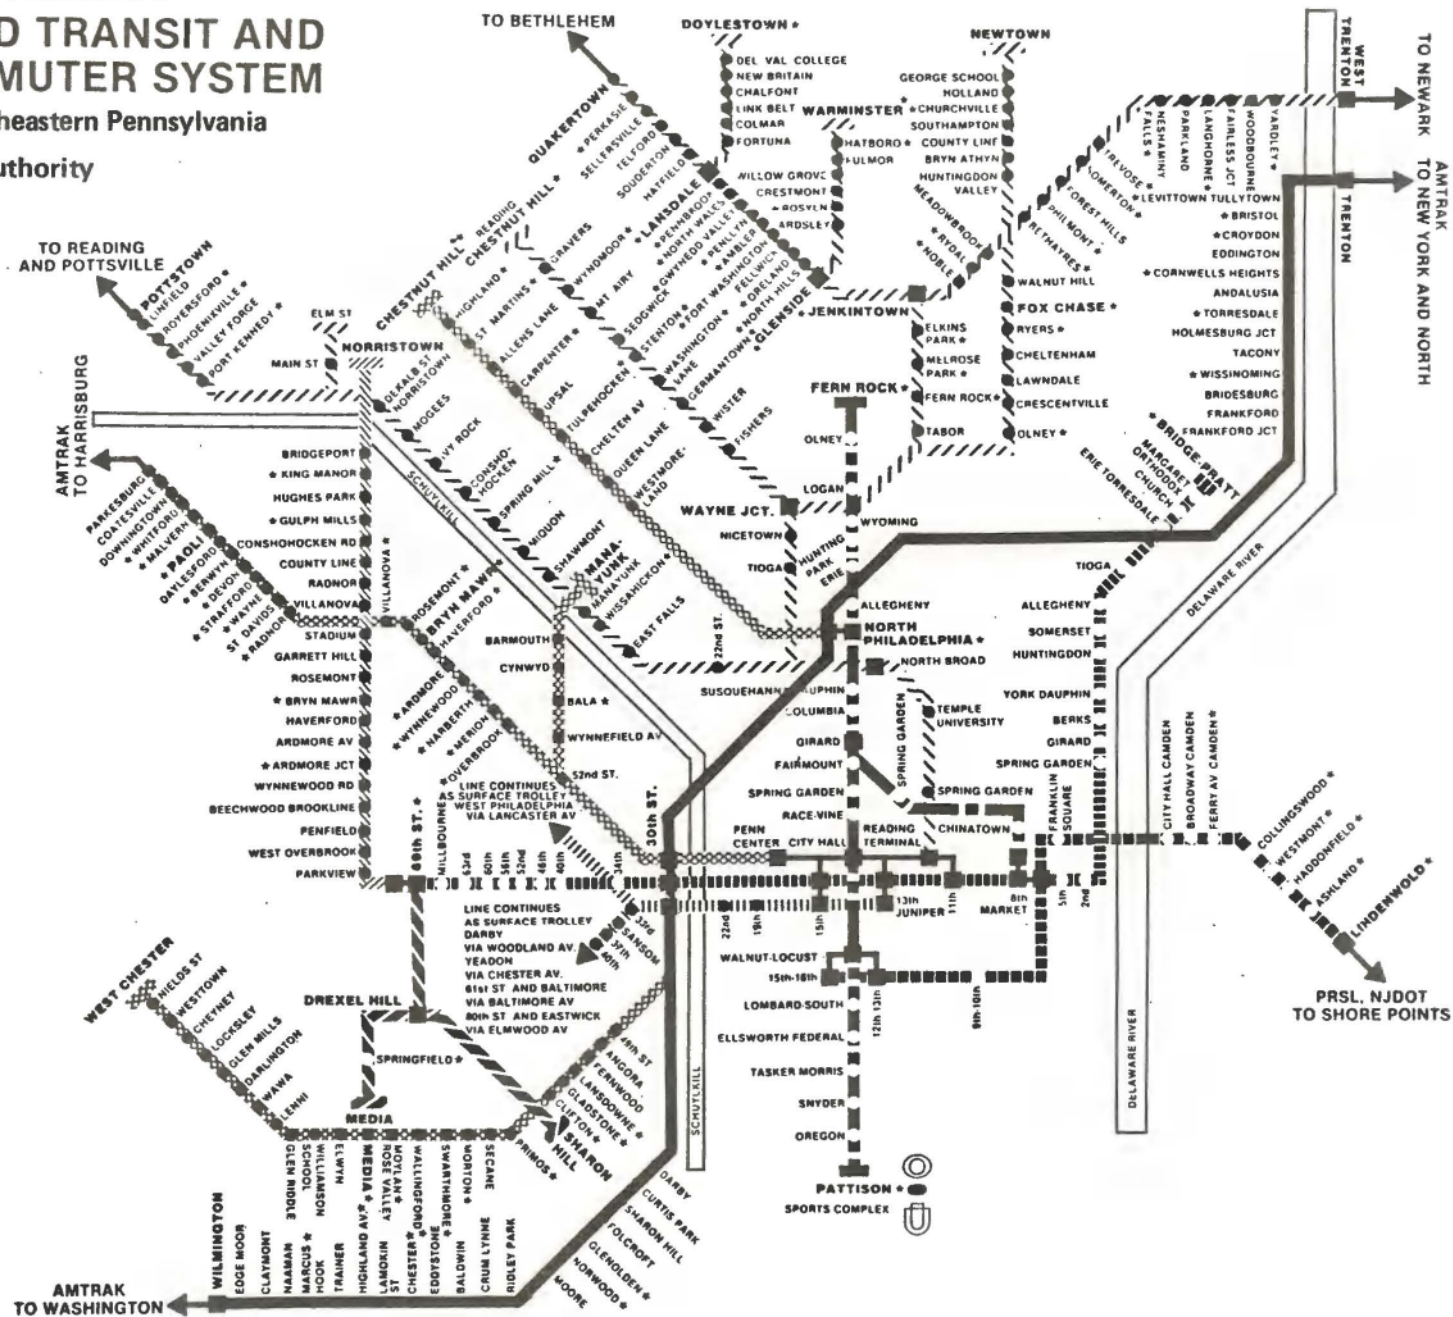 D TRANSIT AND
MUTER SYSTEM
heastern Pennsylvania
uthority
TO BETHLEHEM
DOYLESTOWN *
DEL VAL COLLEGE
NEW BRITAIN
CHALFONT
LINK BELT
COLMAR
FORTUNA
WARMINSTER *
HATBORO *
FULMOR
WILLOW GROVE
CRESTMONT
ROSYLN
ARDSLEY
NEWTOWN
GEORGE SCHOOL
HOLLAND
* CHURCHVILLE
SOUTHAMPTON
COUNTY LINE
BRYN ATHYN
HUNTINGDON
VALLEY
MEADOWBROOK
* RYDAL
* NOBLE
WALNUT HILL
FOX CHASE *
RYERS *
CHELTENHAM
LAWNDALE
CRESCENTVILLE
OLNEY *
* JENKINTOWN
ELKINS
PARK *
MELROSE
PARK *
FERN ROCK *
TABOR
TREVOSE *
SOMERTON *
FOREST HILLS
PHILMONT *
BETHAYRES *
NESHAMINY
FALLS *
PARKLAND
LANGHORNE *
FAIRLESS JCT
WOODBOURNE
YARDLEY *
WEST
TRENTON
TO NEWARK
AMTRAK
TO NEW YORK AND NORTH
TRENTON
* LEVITTOWN TULLYTOWN
* BRISTOL
* CROYDON
EDDINGTON
* CORNWELLS HEIGHTS
ANDALUSIA
* TORRESDALE
HOLMESBURG JCT
TACONY
* WISSINOMING
BRIDESBURG
FRANKFORD
FRANKFORD JCT
QUAKERTOWN
* PERKASIE
SELLERSVILLE
TELFORD
SOUDERTON
HATFIELD
* LANSDALE
* PENNBROOK
* NORTH WALES
* GWYNEDD VALLEY
* PENLLYN
* AMBLER
* FORT WASHINGTON
FELLWICK
* ORELAND
* NORTH HILLS
* GLENSIDE
READING
CHESTNUT HILL *
GRAVERS
WYNDMOOR *
MT AIRY
SEDGWICK
STENTON *
WASHINGTON *
LANE
GERMANTOWN *
WISTER
FISHERS
WAYNE JCT.
NICETOWN
TIOGA
CHESTNUT HILL **
HIGHLAND *
ST MARTINS *
ALLENS LANE
CARPENTER *
UPSAL
TULPEHOCKEN *
CHELTEN AV
QUEEN LANE
WESTMORE-
LAND
TO READING
AND POTTSVILLE
POTTSTOWN
LINFIELD
ROYERSFORD *
PHOENIXVILLE *
VALLEY FORGE
PORT KENNEDY *
ELM ST
MAIN ST
NORRISTOWN
DEKALB ST
NORRISTOWN
MOGEES
IVY ROCK
CONSHO-
HOCKEN
SPRING MILL *
MIQUON
SHAWMONT
MANAYUNK
WISSAHICKON *
EAST FALLS
22nd ST.
SCHUYLKILL
BRIDGEPORT
* KING MANOR
HUGHES PARK
* GULPH MILLS
CONSHOHOCKEN RD
COUNTY LINE
RADNOR
VILLANOVA
STADIUM
GARRETT HILL
ROSEMONT
* BRYN MAWR
HAVERFORD
ARDMORE AV
* ARDMORE JCT
WYNNEWOOD RD
BEECHWOOD BROOKLINE
PENFIELD
WEST OVERBROOK
PARKVIEW
AMTRAK
TO HARRISBURG
PARKESBURG
COATESVILLE
DOWNINGTOWN
* WHITFORD
* MALVERN
* PAOLI
DAYLESFORD
* BERWYN
* DEVON
* STRAFFORD
* WAYNE
ST DAVIDS
* RADNOR
VILLANOVA *
ROSEMONT *
BRYN MAWR *
HAVERFORD *
* ARDMORE
* WYNNEWOOD
* NARBERTH
* MERION
* OVERBROOK
52nd ST.
MANA-
YUNK
BARMOUTH
CYNWYD
BALA *
WYNNEFIELD AV
LINE CONTINUES
AS SURFACE TROLLEY
WEST PHILADELPHIA
VIA LANCASTER AV
FERN ROCK *
OLNEY
LOGAN
WYOMING
HUNTING
PARK
ERIE
ALLEGHENY
NORTH
PHILADELPHIA *
NORTH BROAD
COLUMBIA
GIRARD
FAIRMOUNT
SPRING GARDEN
RACE-VINE
CITY HALL
PENN
CENTER
30th ST.
READING
TERMINAL
TEMPLE
UNIVERSITY
SPRING GARDEN
SPRING GARDEN
CHINATOWN
* BRIDGE-PRATT
MARGARET
ORTHODOX
CHURCH
ERIE TORRESDALE
TIOGA
ALLEGHENY
SOMERSET
HUNTINGDON
YORK DAUPHIN
BERKS
GIRARD
SPRING GARDEN
DELAWARE RIVER
FRANKLIN
SQUARE
CITY HALL CAMDEN
BROADWAY CAMDEN
FERRY AV CAMDEN *
COLLINGSWOOD *
WESTMONT *
HADDONFIELD *
ASHLAND *
LINDENWOLD *
PRSL, NJDOT
TO SHORE POINTS
69th ST. *
MILLBOURNE
63rd
60th
56th
52nd
46th
40th
34th
15th
13th
JUNIPER
11th
8th
MARKET
5th
2nd
22nd
19th
33rd
SANSOM
37th
40th
LINE CONTINUES
AS SURFACE TROLLEY
DARBY
VIA WOODLAND AV.
YEADON
VIA CHESTER AV.
61st ST AND BALTIMORE
VIA BALTIMORE AV
80th ST AND EASTWICK
VIA ELMWOOD AV
WALNUT-LOCUST
15th-16th
12th 13th
9th-10th
LOMBARD-SOUTH
ELLSWORTH FEDERAL
TASKER MORRIS
SNYDER
OREGON
PATTISON *
SPORTS COMPLEX
SCHUYLKILL
DELAWARE RIVER
DREXEL HILL
SPRINGFIELD *
MEDIA
SHARON
HILL
WEST CHESTER
NIELDS ST
WESTTOWN
CHEYNEY
LOCKSLEY
GLEN MILLS
DARLINGTON
WAWA
LENNI
GLEN RIDDLE
WILLIAMSON
SCHOOL
ELWYN
MEDIA *
MOYLAN *
ROSE VALLEY
WALLINGFORD *
SWARTHMORE *
MORTON *
SECANE
PRIMOS *
CLIFTON *
GLADSTONE *
LANSDOWNE *
FERNWOOD
ANGORA
49th ST
DARBY
CURTIS PARK
SHARON HILL
FOLCROFT
GLENOLDEN *
NORWOOD *
MOORE
RIDLEY PARK
CRUM LYNNE
BALDWIN
EDDYSTONE
CHESTER *
LAMOKIN
ST
HIGHLAND AV *
TRAINER
MARCUS *
HOOK
NAAMAN
CLAYMONT
EDGE MOOR
WILMINGTON
AMTRAK
TO WASHINGTON